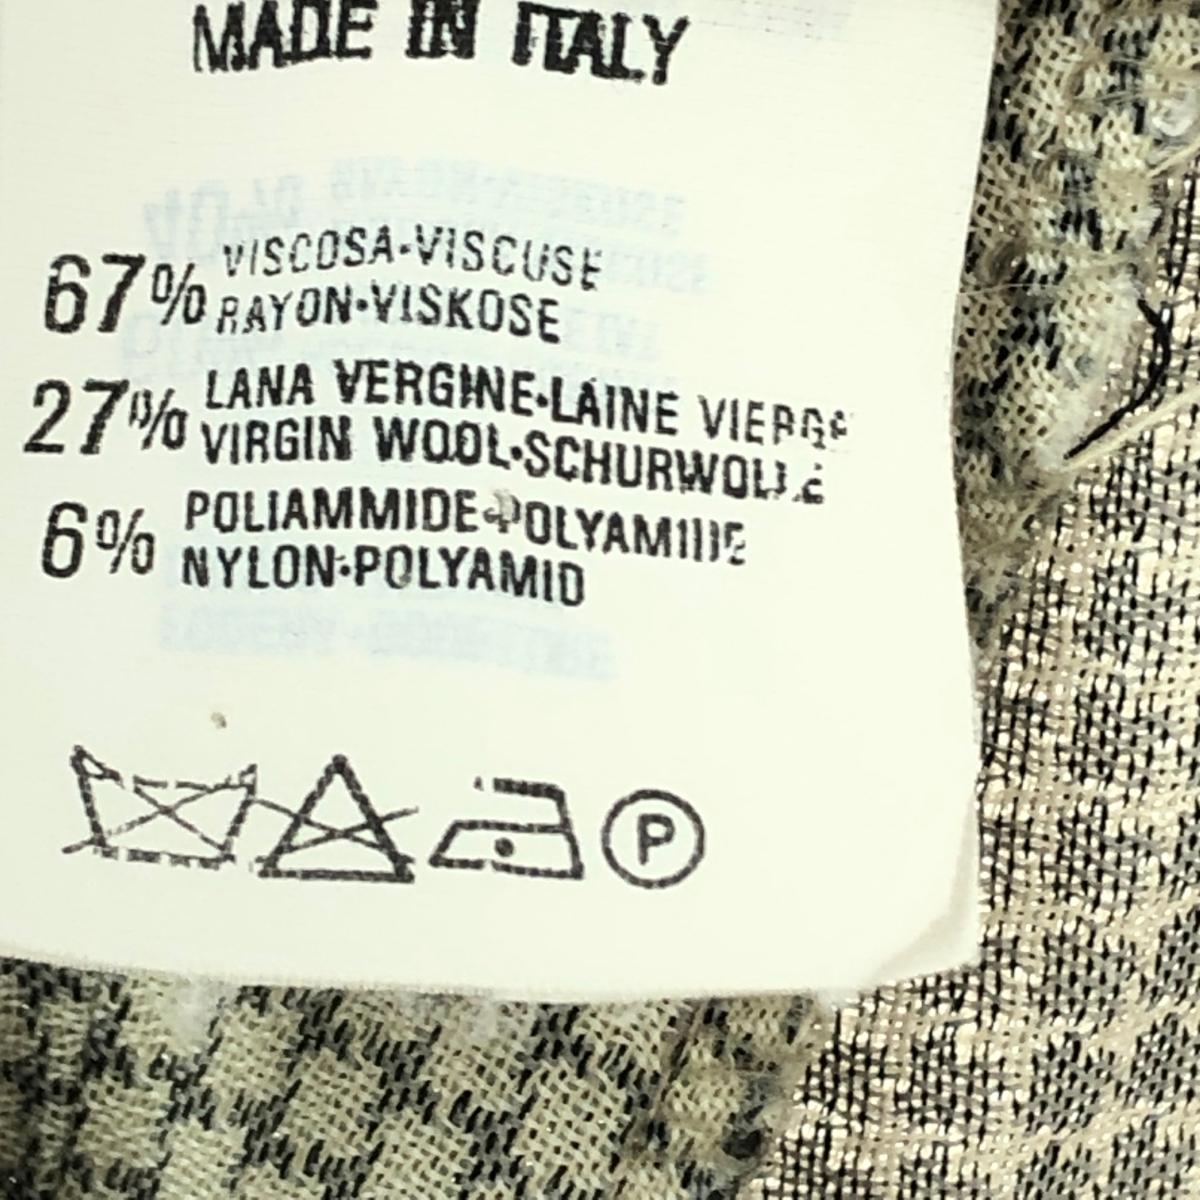 MADE IN ITALY
67% VISCOSA·VISCOSE
RAYON·VISKOSE
27% LANA VERGINE·LAINE VIERGE
VIRGIN WOOL·SCHURWOLLE
6% POLIAMMIDE·POLYAMIDE
NYLON·POLYAMID
P